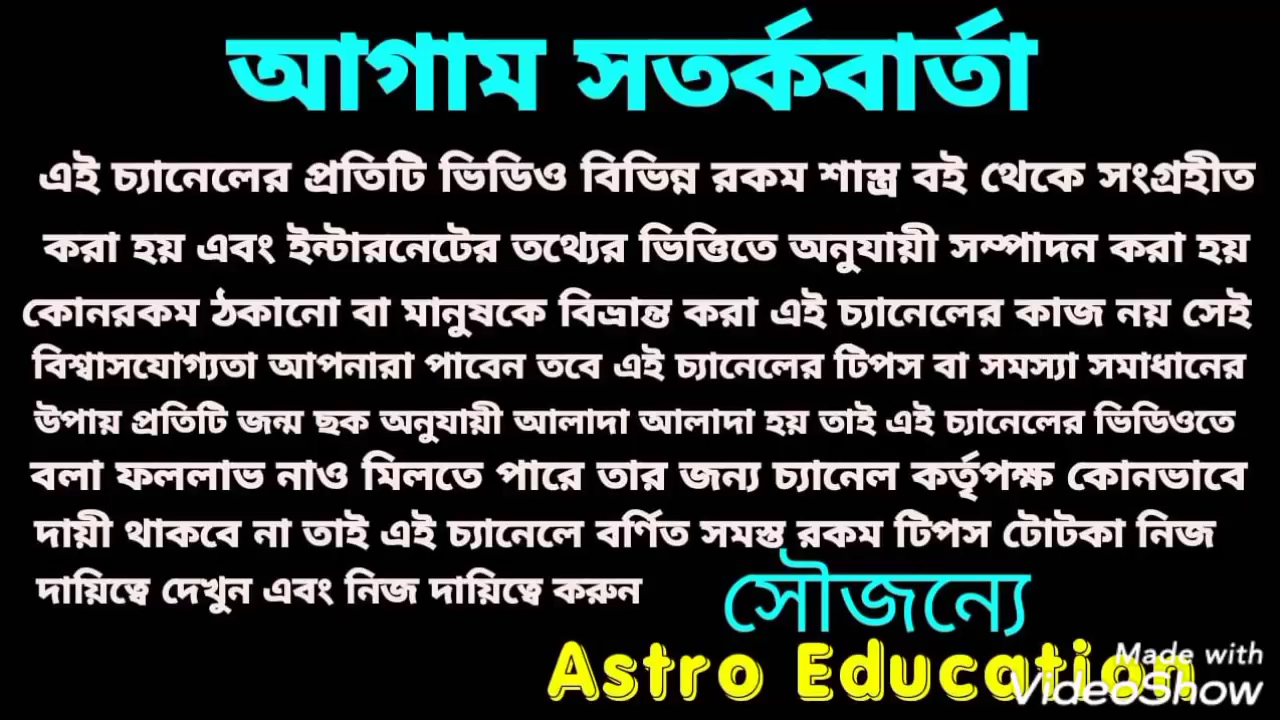 আগাম সতর্কবার্তা
এই চ্যানেলের প্রতিটি ভিডিও বিভিন্ন রকম শাস্ত্র বই থেকে সংগ্রহীত
করা হয় এবং ইন্টারনেটের তথ্যের ভিত্তিতে অনুযায়ী সম্পাদন করা হয়
কোনরকম ঠকানো বা মানুষকে বিভ্রান্ত করা এই চ্যানেলের কাজ নয় সেই
বিশ্বাসযোগ্যতা আপনারা পাবেন তবে এই চ্যানেলের টিপস বা সমস্যা সমাধানের
উপায় প্রতিটি জন্ম ছক অনুযায়ী আলাদা আলাদা হয় তাই এই চ্যানেলের ভিডিওতে
বলা ফললাভ নাও মিলতে পারে তার জন্য চ্যানেল কর্তৃপক্ষ কোনভাবে
দায়ী থাকবে না তাই এই চ্যানেলে বর্ণিত সমস্ত রকম টিপস টোটকা নিজ
দায়িত্বে দেখুন এবং নিজ দায়িত্বে করুন
সৌজন্যে
Astro Education
Made with
VideoShow